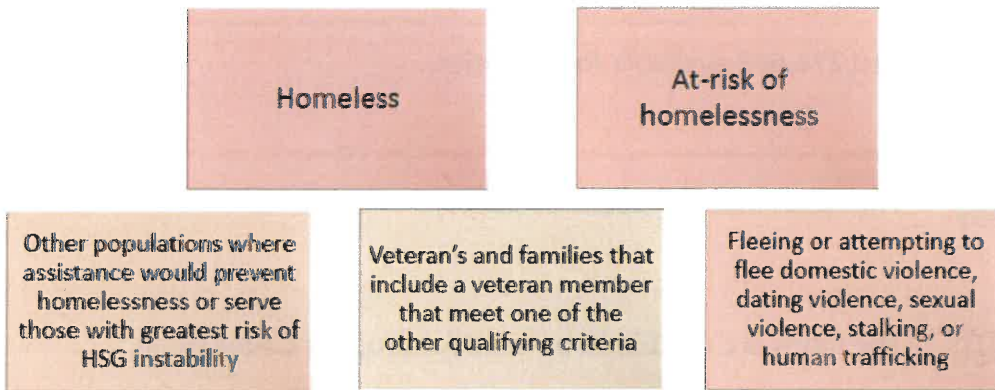 Homeless
At-risk of
homelessness
Other populations where
assistance would prevent
homelessness or serve
those with greatest risk of
HSG instability
Veteran's and families that
include a veteran member
that meet one of the
other qualifying criteria
Fleeing or attempting to
flee domestic violence,
dating violence, sexual
violence, stalking, or
human trafficking